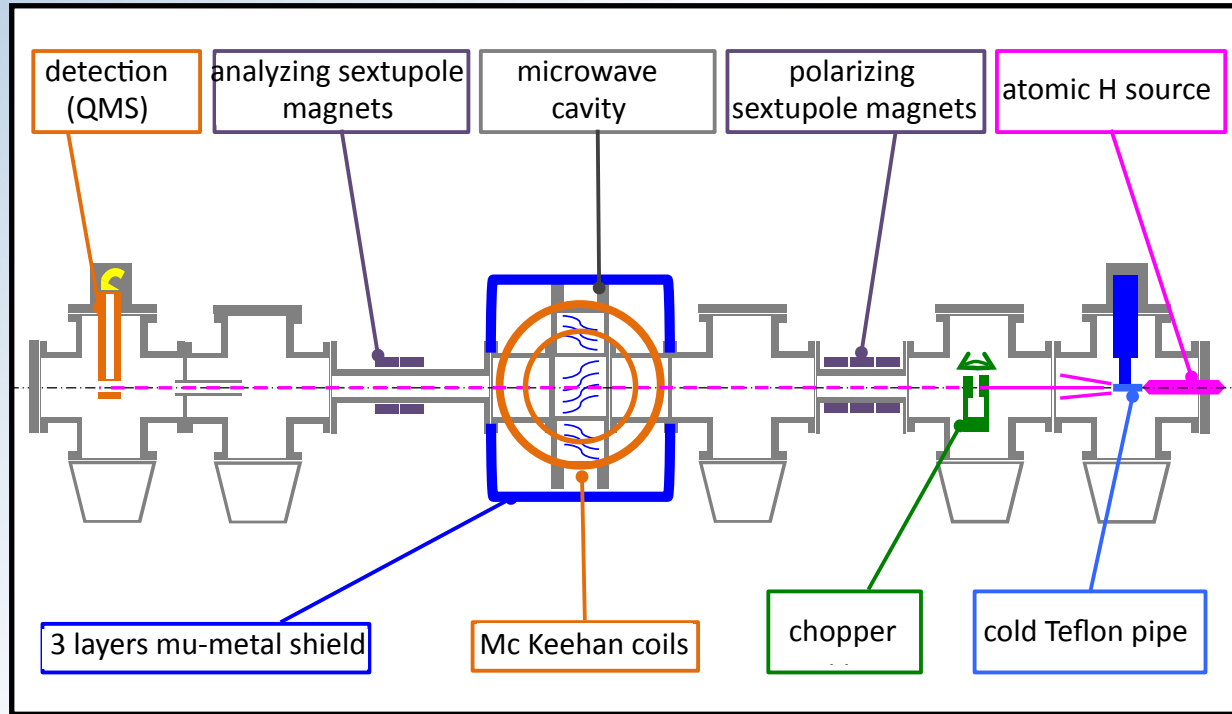 detection
(QMS)
analyzing sextupole
magnets
microwave
cavity
polarizing
sextupole magnets
atomic H source
3 layers mu-metal shield
Mc Keehan coils
chopper
cold Teflon pipe